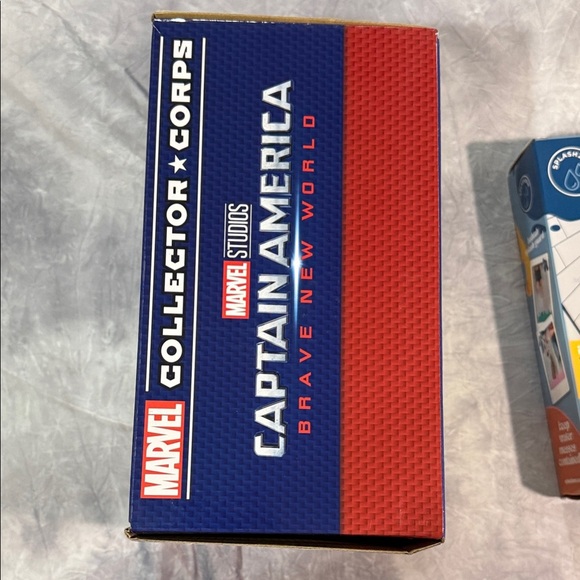 MARVEL COLLECTOR ★ CORPS
MARVEL STUDIOS
CAPTAIN AMERICA
BRAVE NEW WORLD